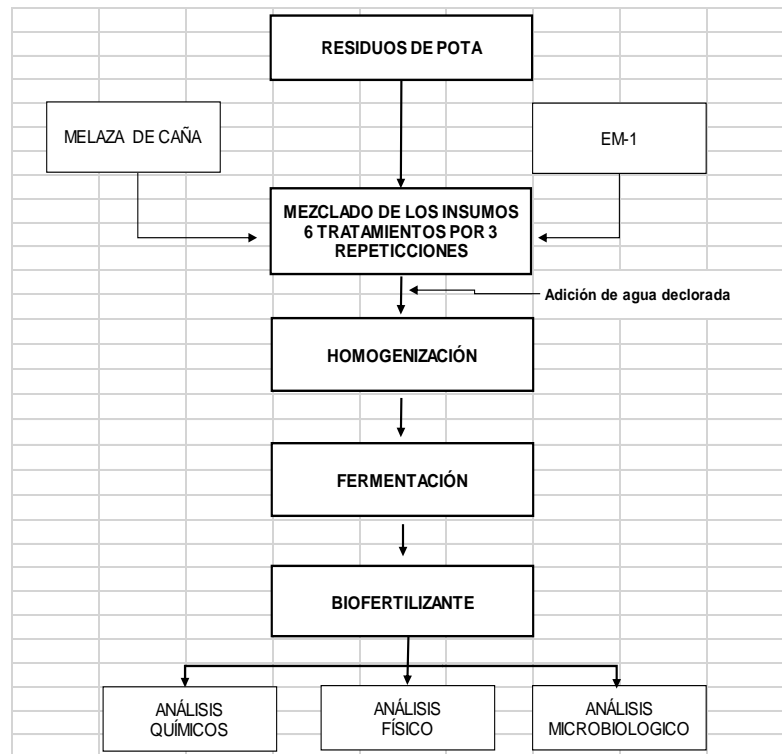 RESIDUOS DE POTA
MELAZA DE CAÑA
EM-1
MEZCLADO DE LOS INSUMOS
6 TRATAMIENTOS POR 3
REPETICCIONES
Adición de agua declorada
HOMOGENIZACIÓN
FERMENTACIÓN
BIOFERTILIZANTE
ANÁLISIS
QUÍMICOS
ANÁLISIS
FÍSICO
ANÁLISIS
MICROBIOLOGICO